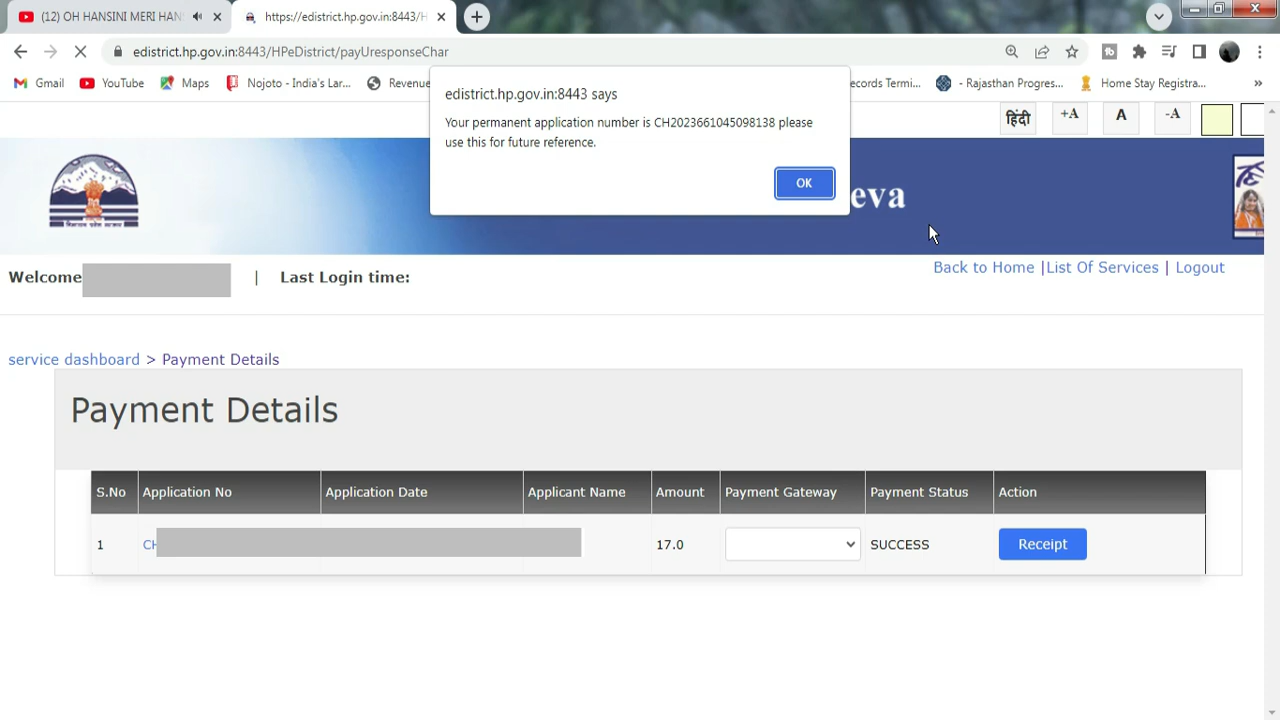 (12) OH HANSINI MERI HAN
https://edistrict.hp.gov.in:8443/H
edistrict.hp.gov.in:8443/HPeDistrict/payUresponseChar
Gmail YouTube Maps Nojoto - India's Lar... Revenue ecords Termi... - Rajasthan Progres... Home Stay Registra... »
edistrict.hp.gov.in:8443 says
Your permanent application number is CH2023661045098138 please
use this for future reference.
OK
हिंदी +A A -A
eva
Welcome | Last Login time:
Back to Home |List Of Services | Logout
service dashboard > Payment Details
Payment Details
S.No Application No Application Date Applicant Name Amount Payment Gateway Payment Status Action
1 CH 17.0 SUCCESS Receipt